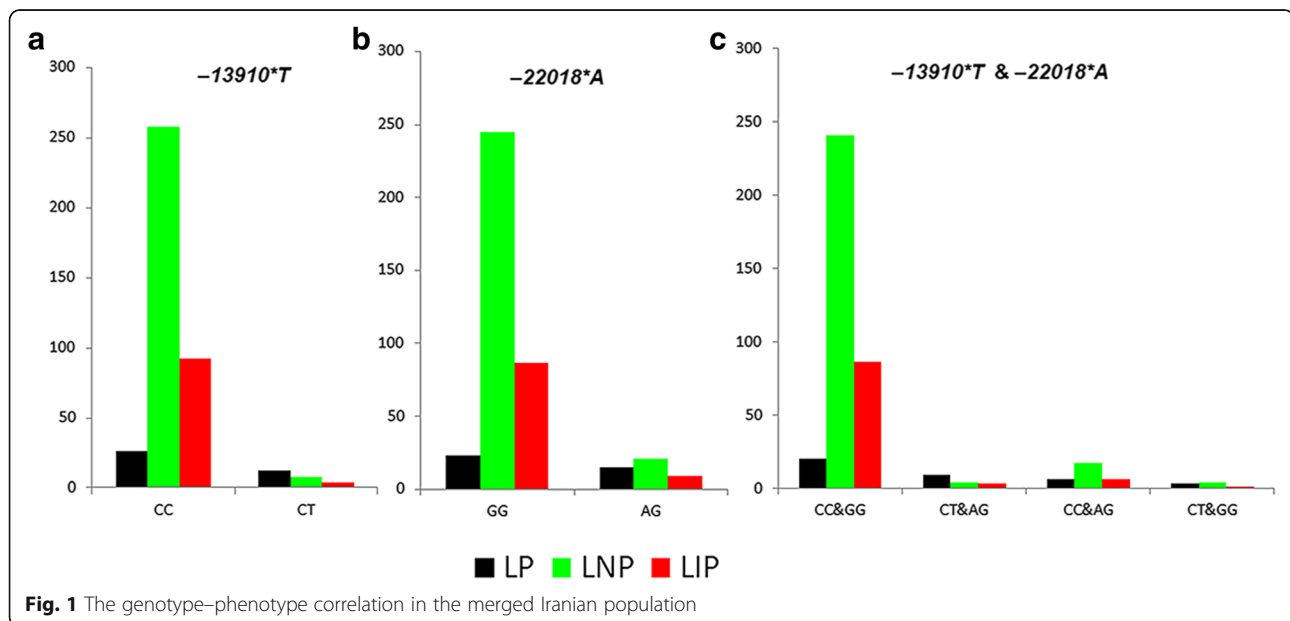 a
–13910*T
300
250
200
150
100
50
0
CC CT
b
–22018*A
300
250
200
150
100
50
0
GG AG
c
–13910*T & –22018*A
300
250
200
150
100
50
0
CC&GG CT&AG CC&AG CT&GG
LP LNP LIP
Fig. 1 The genotype–phenotype correlation in the merged Iranian population